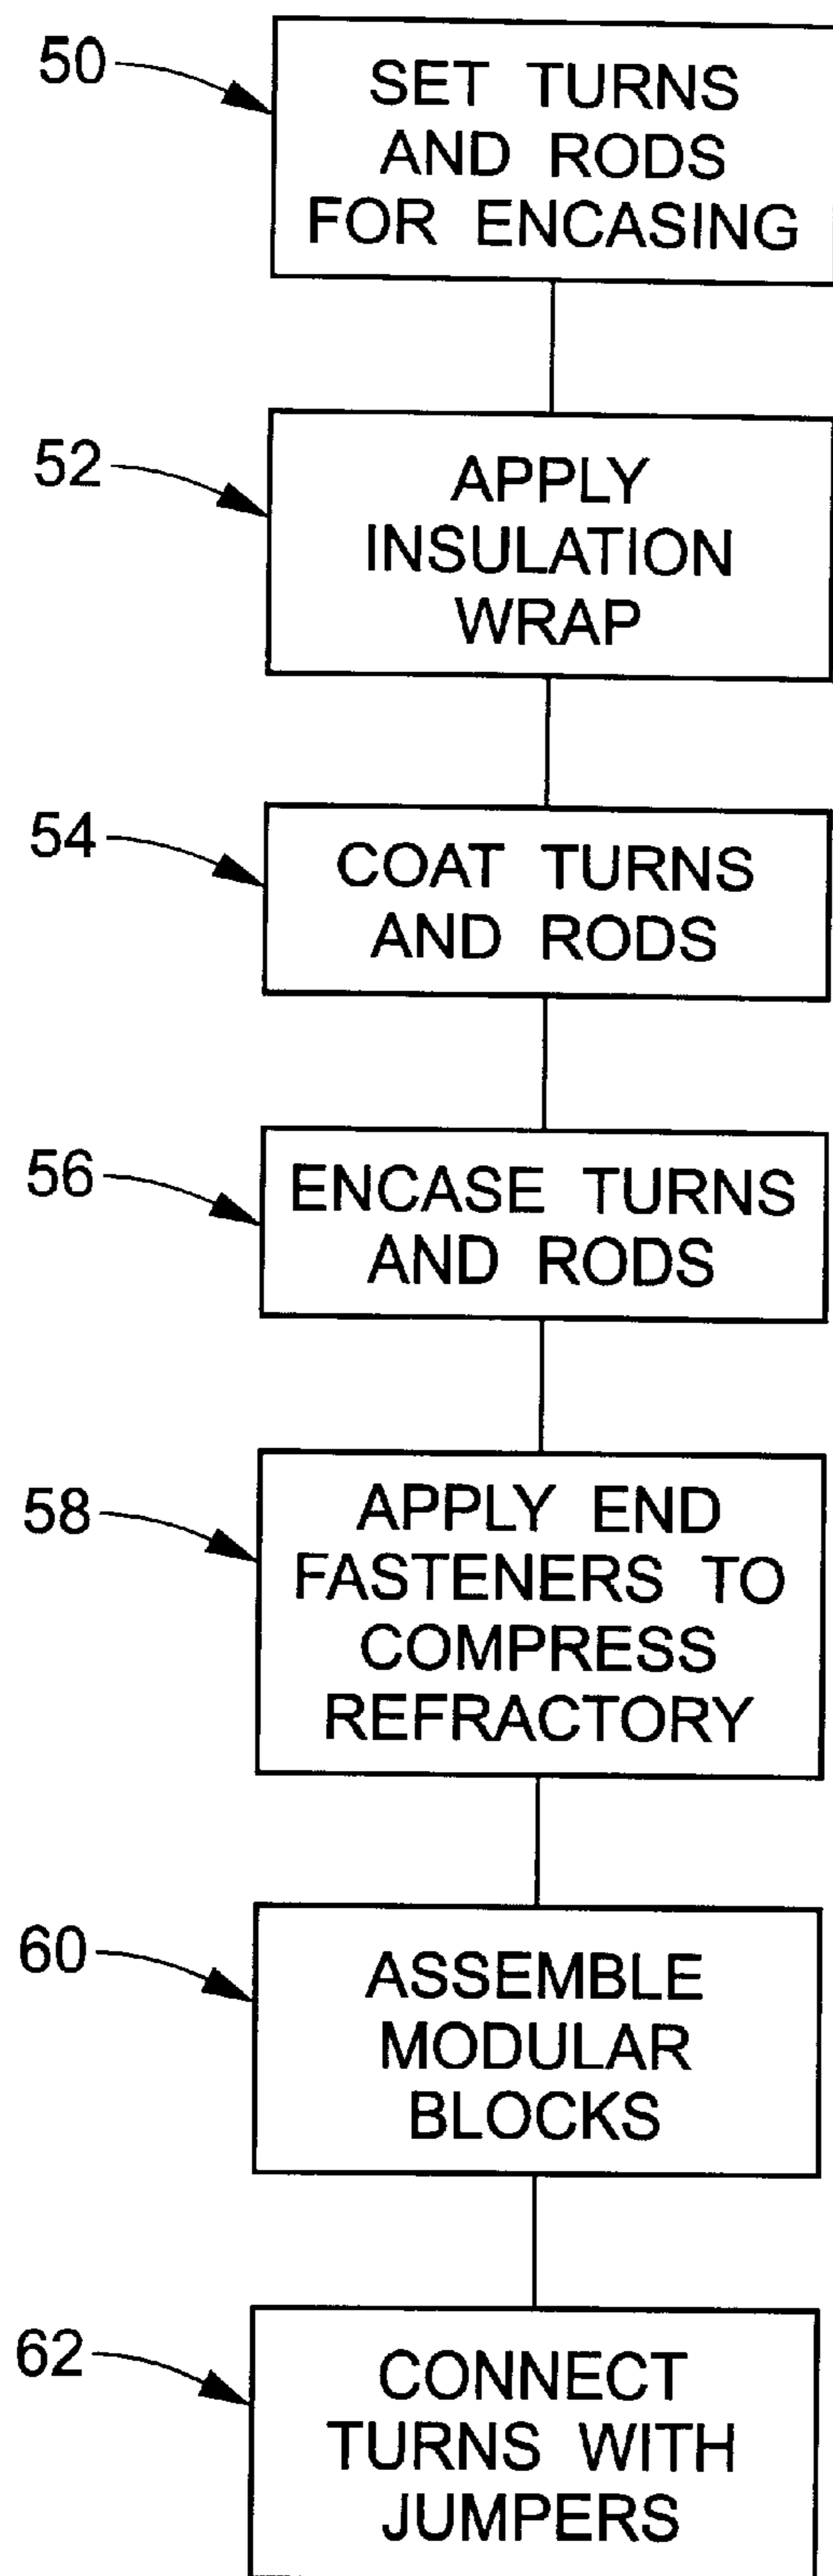 50
SET TURNS
AND RODS
FOR ENCASING
52
APPLY
INSULATION
WRAP
54
COAT TURNS
AND RODS
56
ENCASE TURNS
AND RODS
58
APPLY END
FASTENERS TO
COMPRESS
REFRACTORY
60
ASSEMBLE
MODULAR
BLOCKS
62
CONNECT
TURNS WITH
JUMPERS